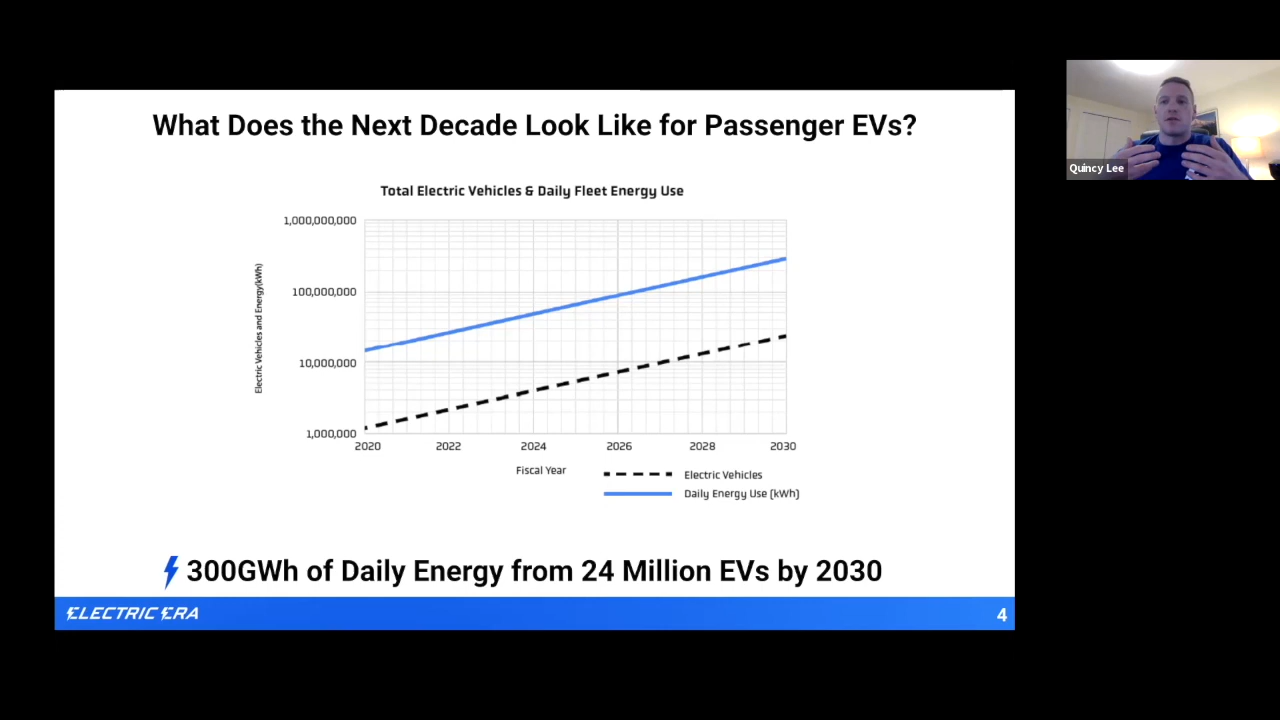 What Does the Next Decade Look Like for Passenger EVs?
Quincy Lee
Total Electric Vehicles & Daily Fleet Energy Use
Electric Vehicles and Energy(kWh)
1,000,000,000
100,000,000
10,000,000
1,000,000
2020 2022 2024 2026 2028 2030
Fiscal Year
Electric Vehicles
Daily Energy Use (kWh)
300GWh of Daily Energy from 24 Million EVs by 2030
ELECTRIC ERA
4